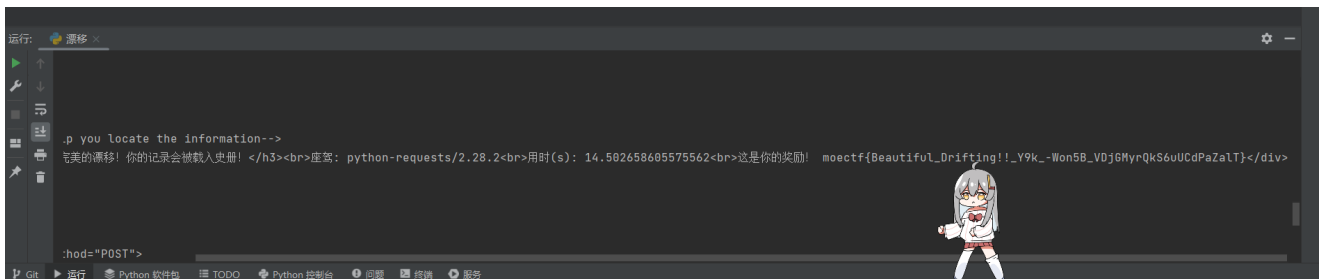 运行: 漂移 ×
.p you locate the information-->
完美的漂移! 你的记录会被载入史册! </h3><br>座驾: python-requests/2.28.2<br>用时(s): 14.502658605575562<br>这是你的奖励! moectf{Beautiful_Drifting!!_Y9k_-Won5B_VDjGMyrQkS6uUCdPaZalT}</div>
:hod="POST">
Git 运行 Python 软件包 TODO Python 控制台 问题 终端 服务